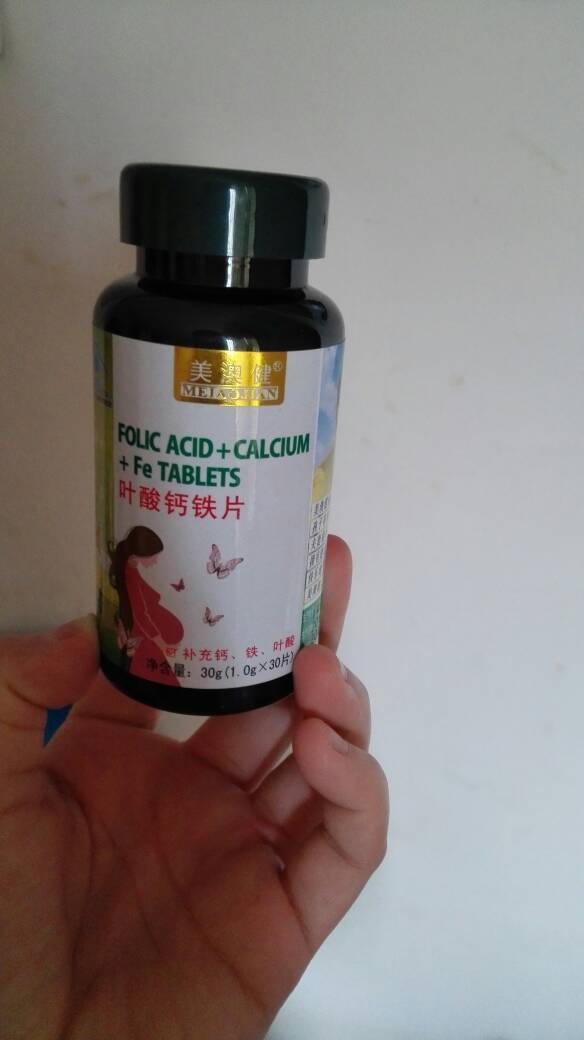 美澳健®
MEIAOJIAN
FOLIC ACID+CALCIUM
+Fe TABLETS
叶酸钙铁片
补充钙、铁、叶酸
净含量：30g(1.0g×30片)